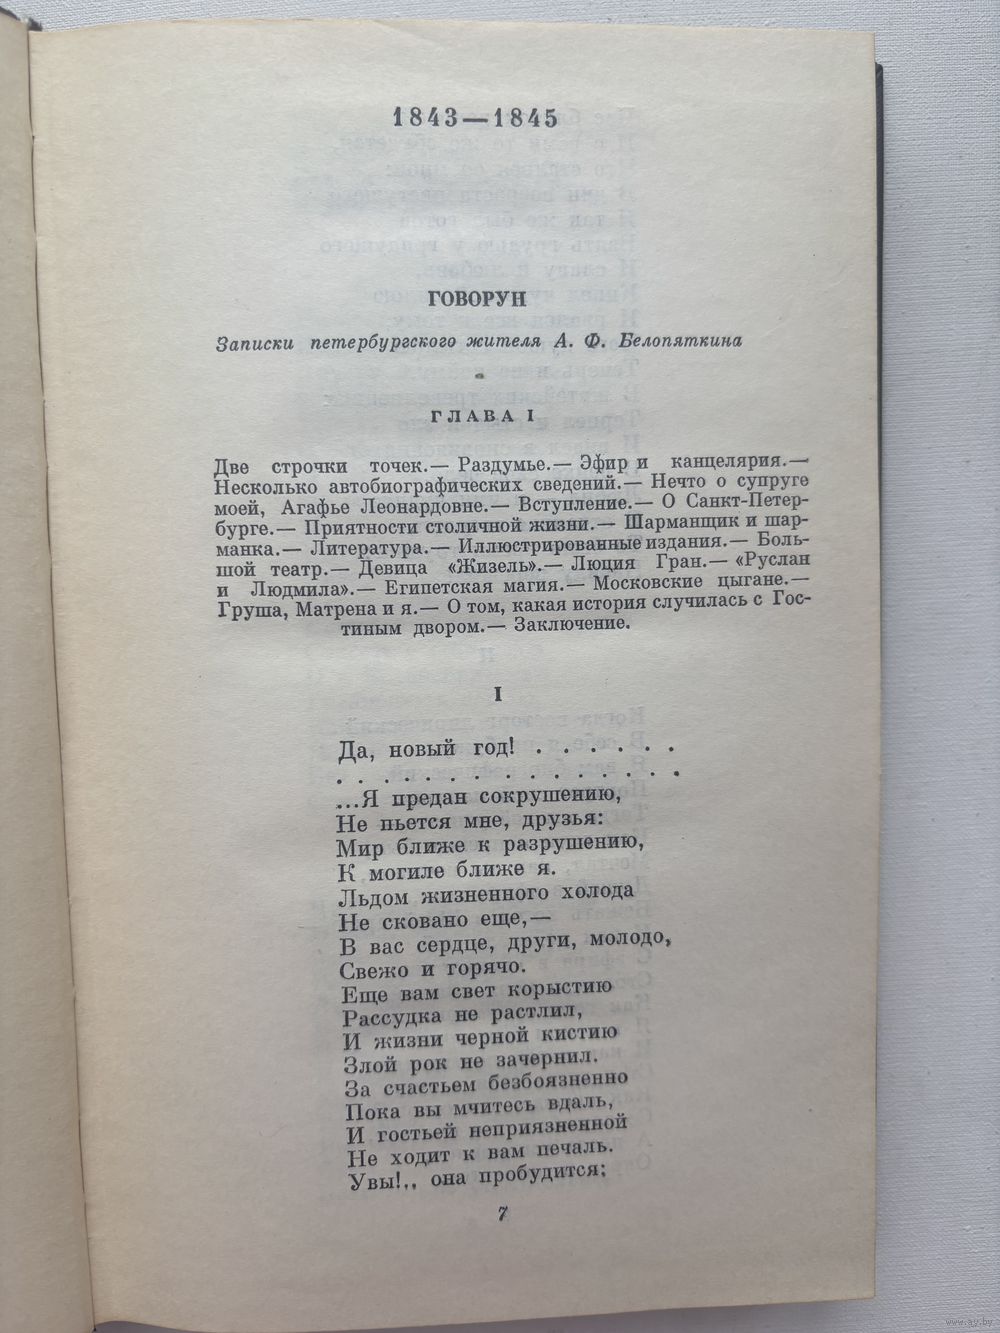 1843—1845
ГОВОРУН
Записки петербургского жителя А. Ф. Белопяткина
ГЛАВА I
Две строчки точек.— Раздумье.— Эфир и канцелярия.—
Несколько автобиографических сведений.— Нечто о супруге
моей, Агафье Леонардовне.— Вступление.— О Санкт-Петер-
бурге.— Приятности столичной жизни.— Шарманщик и шар-
манка.— Литература.— Иллюстрированные издания.— Боль-
шой театр.— Девица «Жизель».— Люция Гран.— «Руслан
и Людмила».— Египетская магия.— Московские цыгане.—
Груша, Матрена и я.— О том, какая история случилась с Гос-
тиным двором.— Заключение.
I
Да, новый год! . . . . . .
. . . . . . . . . . . . . . .
...Я предан сокрушению,
Не пьется мне, друзья:
Мир ближе к разрушению,
К могиле ближе я.
Льдом жизненного холода
Не сковано еще,—
В вас сердце, други, молодо,
Свежо и горячо.
Еще вам свет корыстию
Рассудка не растлил,
И жизни черной кистию
Злой рок не зачернил.
За счастьем безбоязненно
Пока вы мчитесь вдаль,
И гостьей неприязненной
Не ходит к вам печаль.
Увы!.. она пробудится;
7
www.ay.by